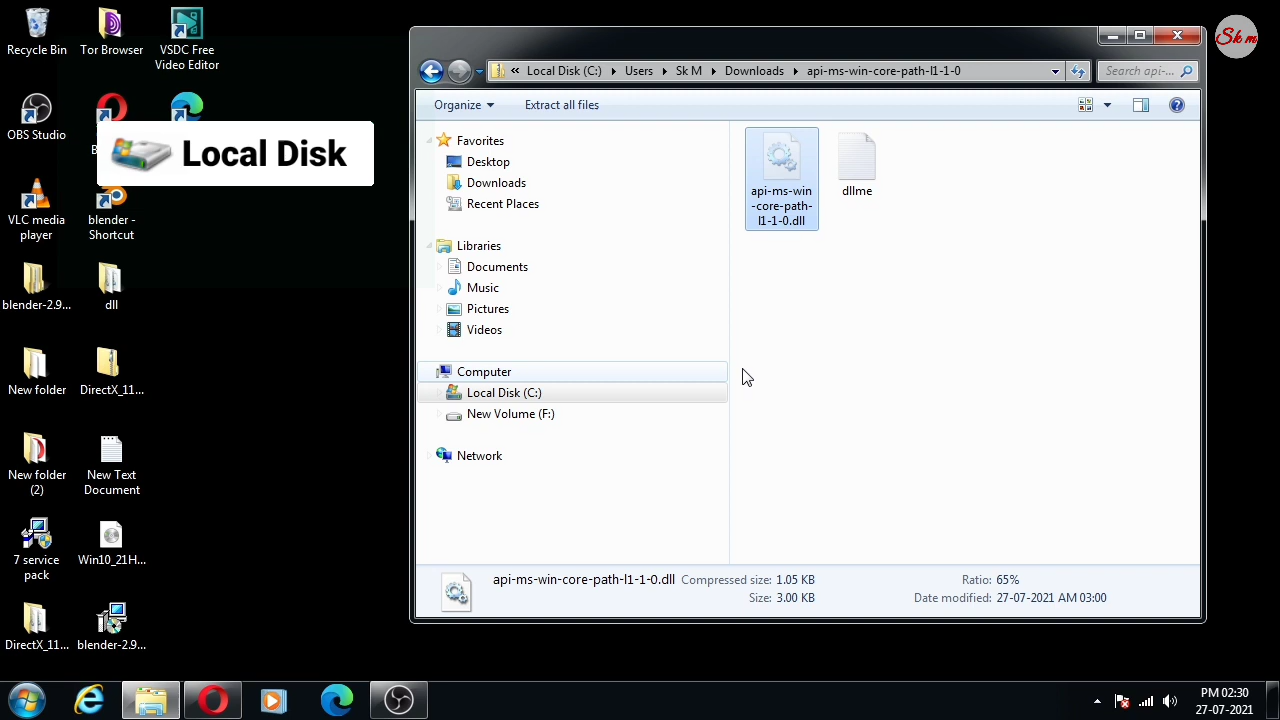 Recycle Bin
Tor Browser
VSDC Free
Video Editor
OBS Studio
Local Disk
VLC media
player
blender -
Shortcut
blender-2.9...
dll
New folder
DirectX_11...
New folder
(2)
New Text
Document
7 service
pack
Win10_21H...
DirectX_11...
blender-2.9...
Sk m
« Local Disk (C:) Users Sk M Downloads api-ms-win-core-path-l1-1-0
Search api-...
Organize
Extract all files
Favorites
Desktop
Downloads
Recent Places
Libraries
Documents
Music
Pictures
Videos
Computer
Local Disk (C:)
New Volume (F:)
Network
api-ms-win
-core-path-
l1-1-0.dll
dllme
api-ms-win-core-path-l1-1-0.dll Compressed size: 1.05 KB Ratio: 65%
Size: 3.00 KB Date modified: 27-07-2021 AM 03:00
PM 02:30
27-07-2021